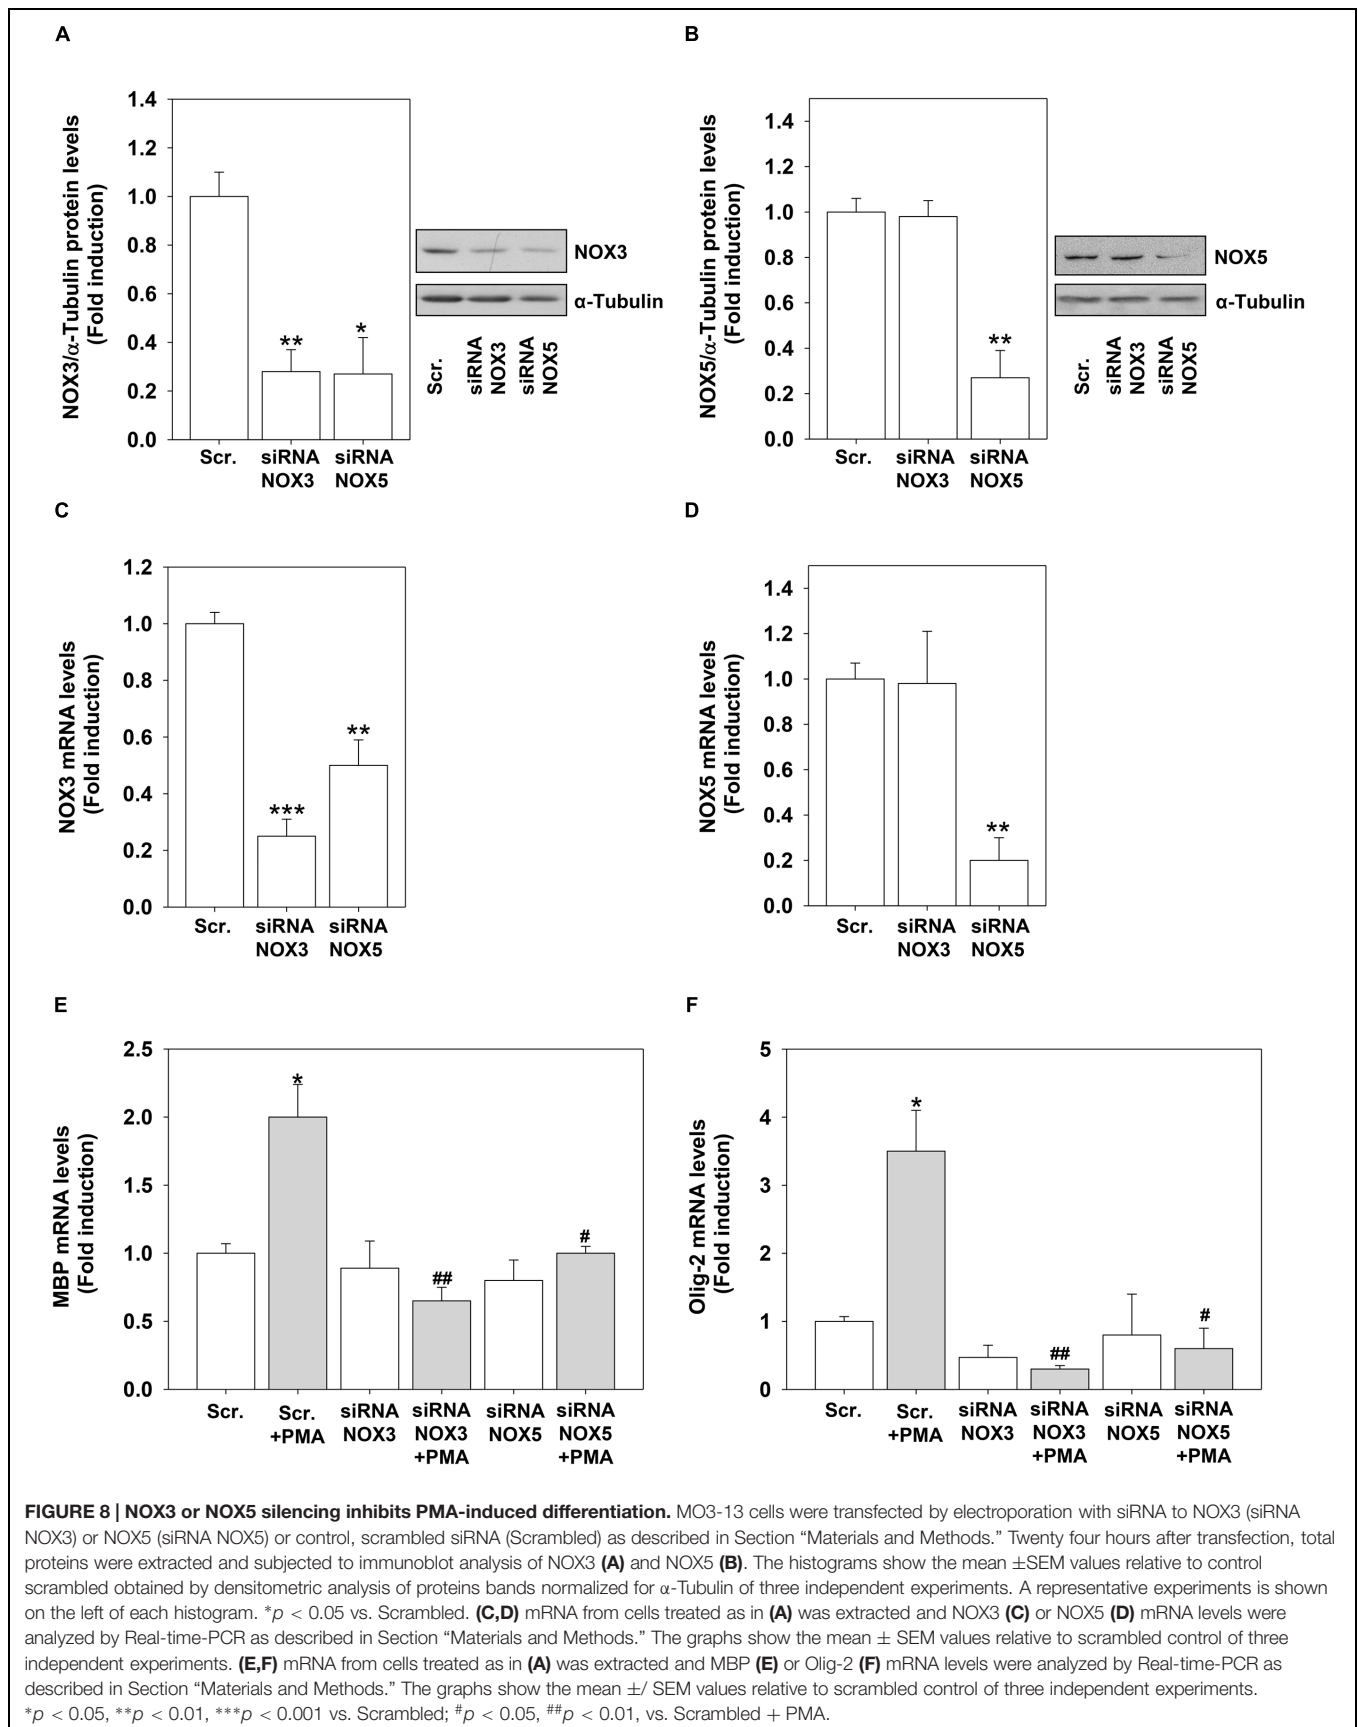 A
NOX3/α-Tubulin protein levels
(Fold induction)
1.4
1.2
1.0
0.8
0.6
0.4
0.2
0.0
**
*
Scr.
siRNA
NOX3
siRNA
NOX5
NOX3
α-Tubulin
Scr.
siRNA
NOX3
siRNA
NOX5
B
NOX5/α-Tubulin protein levels
(Fold induction)
1.4
1.2
1.0
0.8
0.6
0.4
0.2
0.0
**
Scr.
siRNA
NOX3
siRNA
NOX5
NOX5
α-Tubulin
Scr.
siRNA
NOX3
siRNA
NOX5
C
NOX3 mRNA levels
(Fold induction)
1.2
1.0
0.8
0.6
0.4
0.2
0.0
***
**
Scr.
siRNA
NOX3
siRNA
NOX5
D
NOX5 mRNA levels
(Fold induction)
1.4
1.2
1.0
0.8
0.6
0.4
0.2
0.0
**
Scr.
siRNA
NOX3
siRNA
NOX5
E
MBP mRNA levels
(Fold induction)
2.5
2.0
1.5
1.0
0.5
0.0
*
##
#
Scr.
Scr.
+PMA
siRNA
NOX3
siRNA
NOX3
+PMA
siRNA
NOX5
siRNA
NOX5
+PMA
F
Olig-2 mRNA levels
(Fold induction)
5
4
3
2
1
0
*
##
#
Scr.
Scr.
+PMA
siRNA
NOX3
siRNA
NOX3
+PMA
siRNA
NOX5
siRNA
NOX5
+PMA
FIGURE 8 | NOX3 or NOX5 silencing inhibits PMA-induced differentiation. MO3-13 cells were transfected by electroporation with siRNA to NOX3 (siRNA
NOX3) or NOX5 (siRNA NOX5) or control, scrambled siRNA (Scrambled) as described in Section “Materials and Methods.” Twenty four hours after transfection, total
proteins were extracted and subjected to immunoblot analysis of NOX3 (A) and NOX5 (B). The histograms show the mean ±SEM values relative to control
scrambled obtained by densitometric analysis of proteins bands normalized for α-Tubulin of three independent experiments. A representative experiments is shown
on the left of each histogram. *p < 0.05 vs. Scrambled. (C,D) mRNA from cells treated as in (A) was extracted and NOX3 (C) or NOX5 (D) mRNA levels were
analyzed by Real-time-PCR as described in Section “Materials and Methods.” The graphs show the mean ± SEM values relative to scrambled control of three
independent experiments. (E,F) mRNA from cells treated as in (A) was extracted and MBP (E) or Olig-2 (F) mRNA levels were analyzed by Real-time-PCR as
described in Section “Materials and Methods.” The graphs show the mean ±/ SEM values relative to scrambled control of three independent experiments.
*p < 0.05, **p < 0.01, ***p < 0.001 vs. Scrambled; #p < 0.05, ##p < 0.01, vs. Scrambled + PMA.